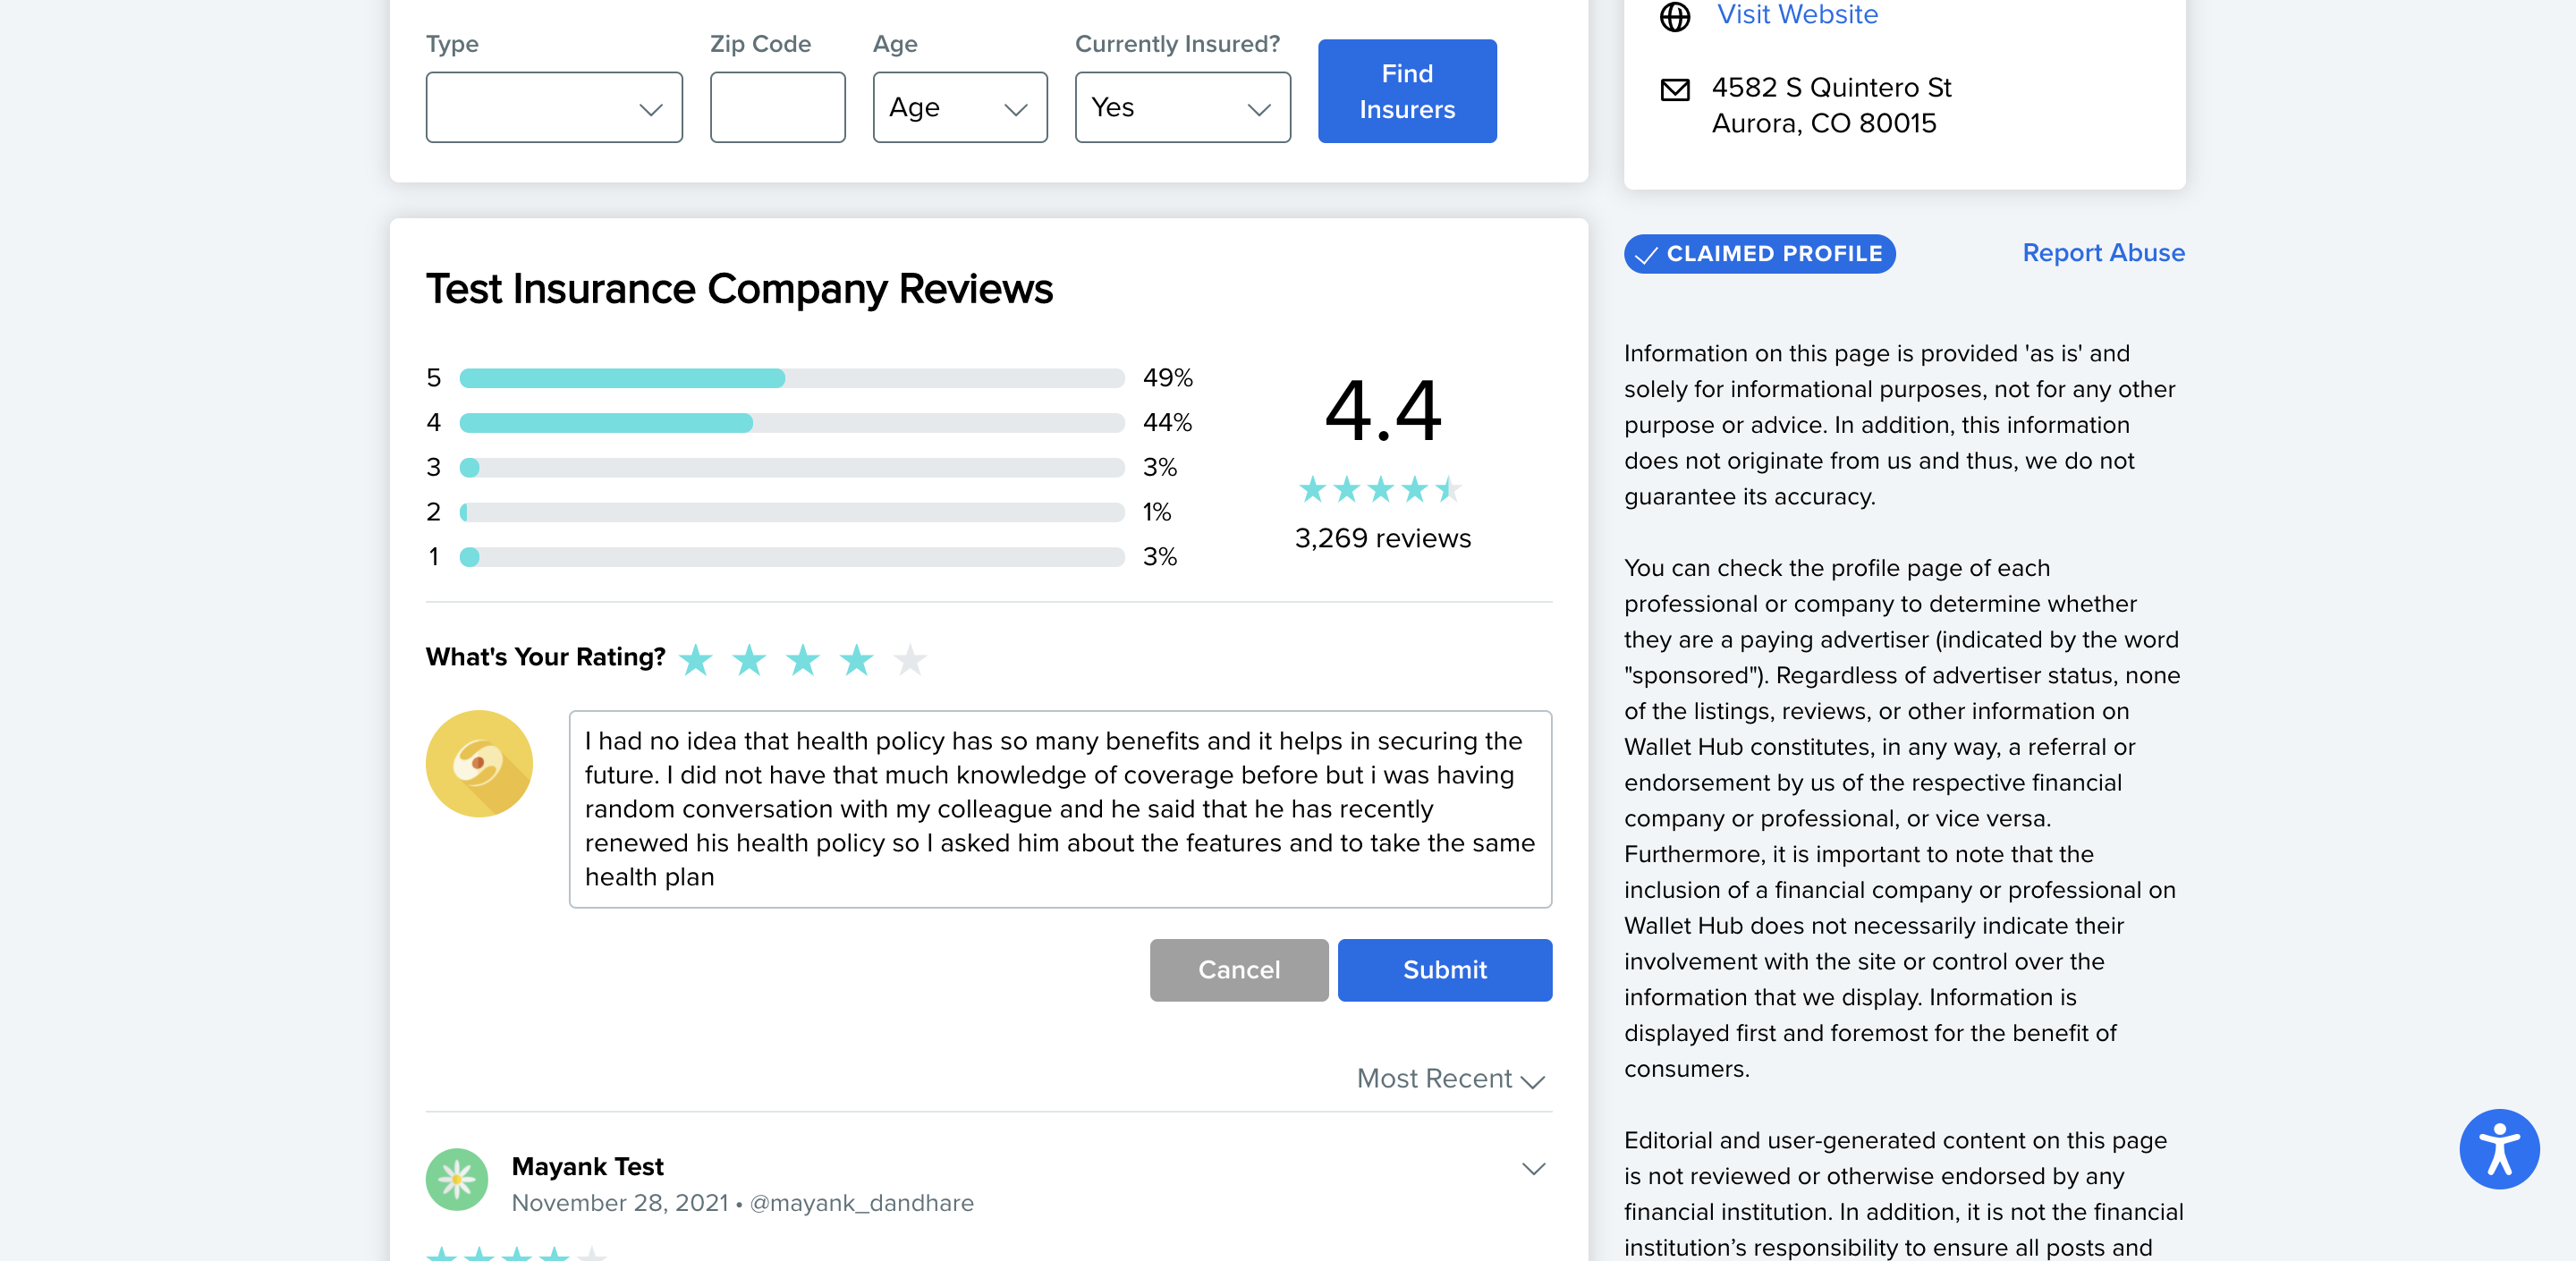 Type
Zip Code
Age
Currently Insured?
Age
Yes
Find
Insurers
Test Insurance Company Reviews
5 49%
4 44%
3 3%
2 1%
1 3%
4.4
3,269 reviews
What's Your Rating?
I had no idea that health policy has so many benefits and it helps in securing the
future. I did not have that much knowledge of coverage before but i was having
random conversation with my colleague and he said that he has recently
renewed his health policy so I asked him about the features and to take the same
health plan
Cancel
Submit
Most Recent
Mayank Test
November 28, 2021 • @mayank_dandhare
Visit Website
4582 S Quintero St
Aurora, CO 80015
CLAIMED PROFILE
Report Abuse
Information on this page is provided 'as is' and
solely for informational purposes, not for any other
purpose or advice. In addition, this information
does not originate from us and thus, we do not
guarantee its accuracy.
You can check the profile page of each
professional or company to determine whether
they are a paying advertiser (indicated by the word
"sponsored"). Regardless of advertiser status, none
of the listings, reviews, or other information on
Wallet Hub constitutes, in any way, a referral or
endorsement by us of the respective financial
company or professional, or vice versa.
Furthermore, it is important to note that the
inclusion of a financial company or professional on
Wallet Hub does not necessarily indicate their
involvement with the site or control over the
information that we display. Information is
displayed first and foremost for the benefit of
consumers.
Editorial and user-generated content on this page
is not reviewed or otherwise endorsed by any
financial institution. In addition, it is not the financial
institution’s responsibility to ensure all posts and